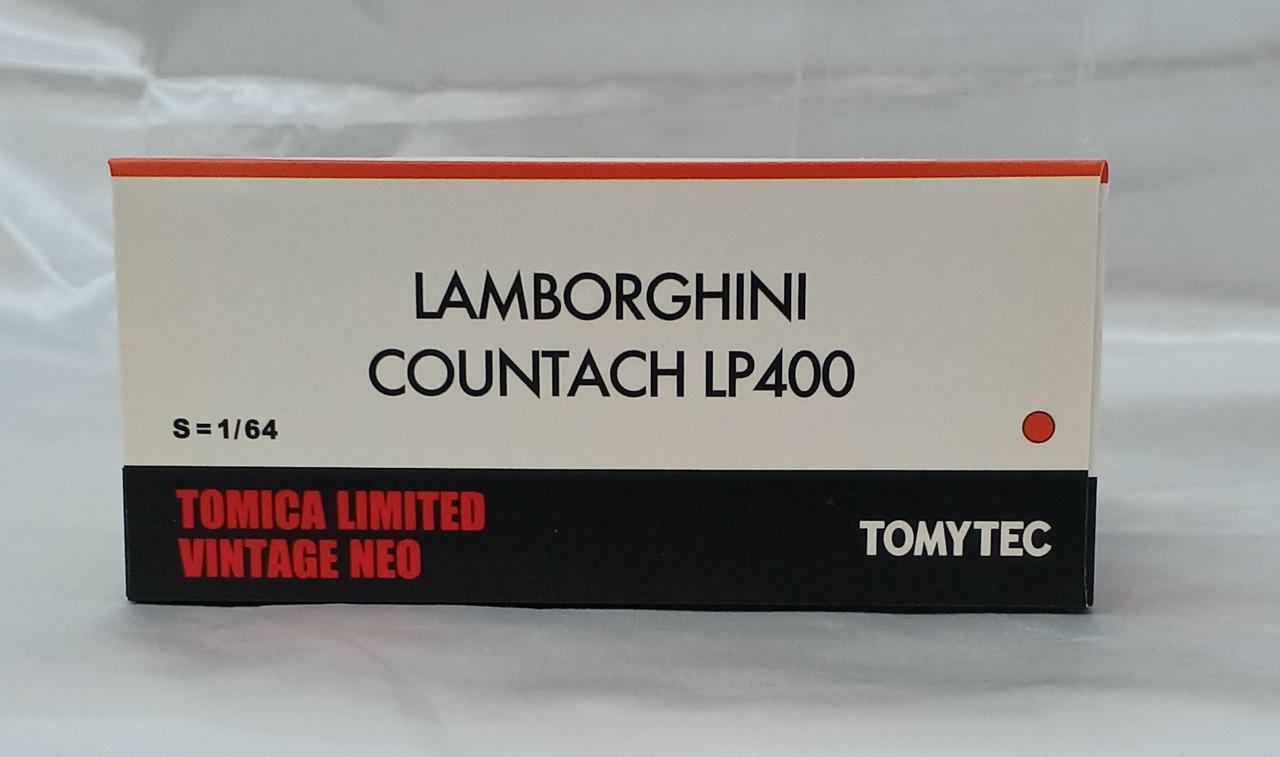 LAMBORGHINI
COUNTACH LP400
S=1/64
TOMICA LIMITED
VINTAGE NEO
TOMYTEC